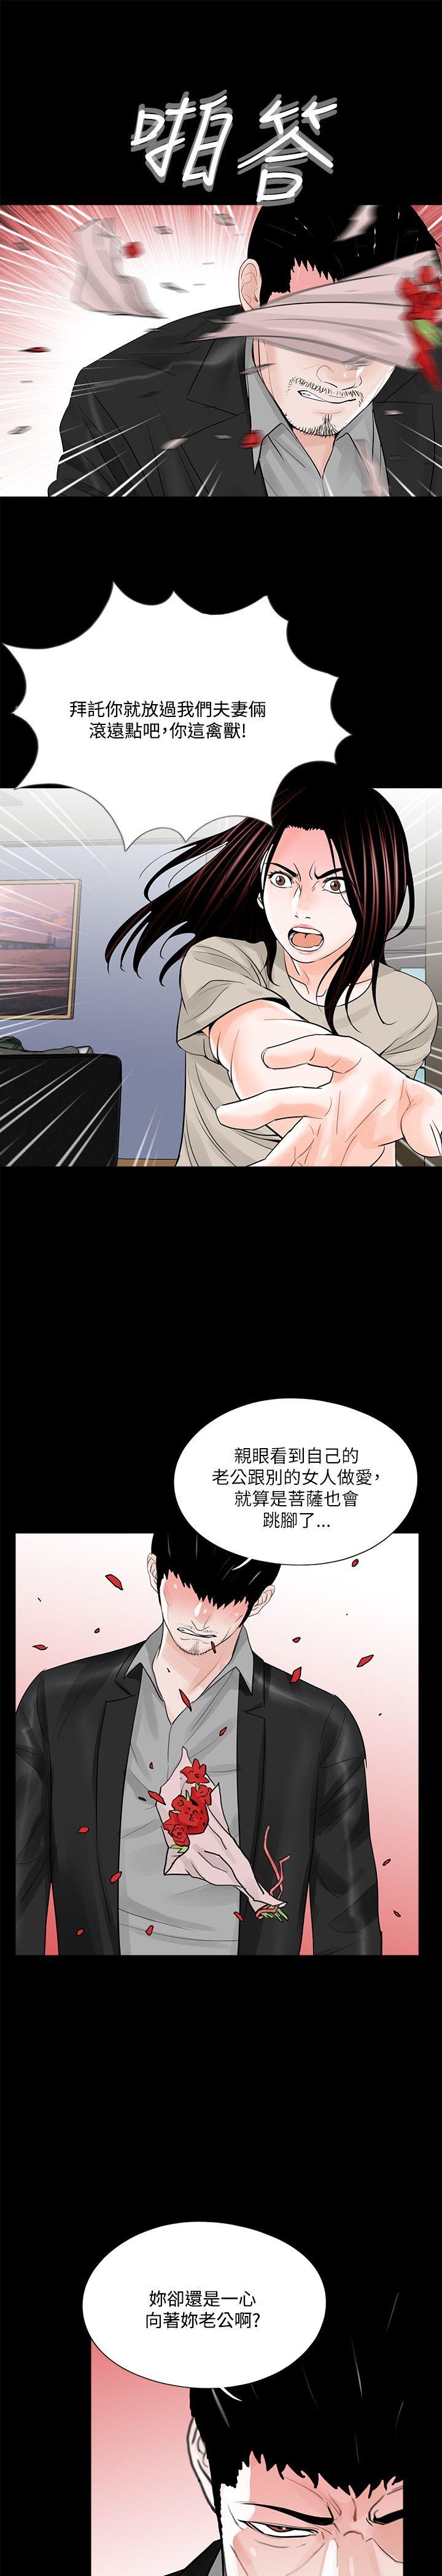 啪答
拜託你就放過我們夫妻倆
滾遠點吧,你這禽獸!
親眼看到自己的
老公跟別的女人做愛,
就算是菩薩也會
跳腳了...
妳卻還是一心
向著妳老公啊?